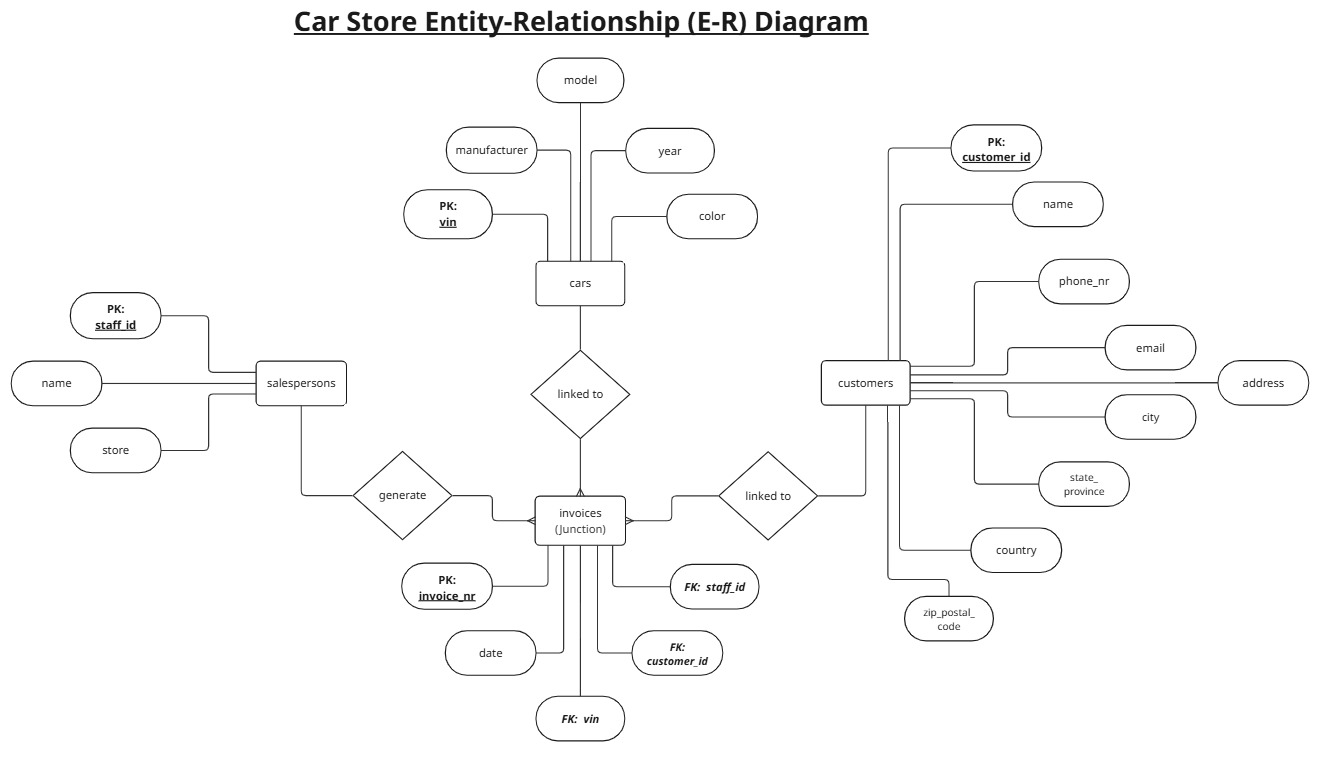 Car Store Entity-Relationship (E-R) Diagram
model
manufacturer
year
PK:
vin
color
cars
PK:
customer_id
name
phone_nr
email
address
customers
city
state_
province
country
zip_postal_
code
PK:
staff_id
name
salespersons
store
linked to
generate
linked to
invoices
(Junction)
PK:
invoice_nr
FK: staff_id
date
FK:
customer_id
FK: vin